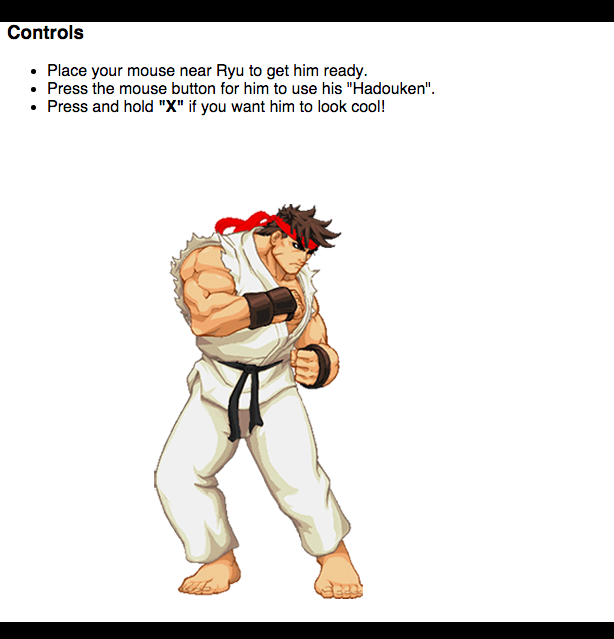 Controls
• Place your mouse near Ryu to get him ready.
• Press the mouse button for him to use his "Hadouken".
• Press and hold "X" if you want him to look cool!